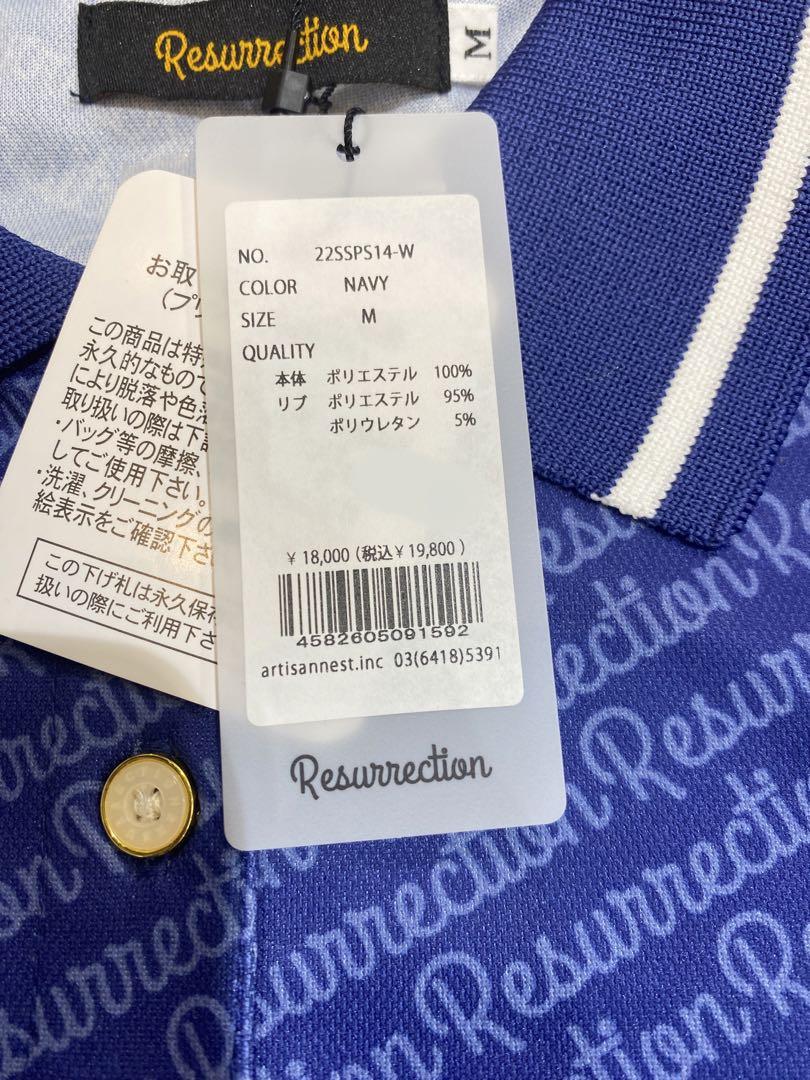 Resurrection
M
NO. 22SSPS14-W
COLOR NAVY
SIZE M
QUALITY
本体 ポリエステル 100%
リブ ポリエステル 95%
ポリウレタン 5%
¥ 18,000 (税込¥ 19,800 )
4582605091592
artisannest.inc 03(6418)5391
Resurrection
お取
この商品は特
永久的なもので
により脱落や色落
取り扱いの際は下記
・バッグ等の摩擦、
してご使用下さい。
・洗濯、クリーニングの
絵表示をご確認下さ
この下げ札は永久保
扱いの際にご利用下さ
Resurrection
Resurrection
Resurrection
Resurrection